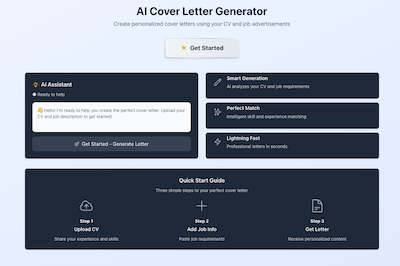 AI Cover Letter Generator
Create personalized cover letters using your CV and job advertisements
Get Started
AI Assistant
Ready to help
Hello! I'm ready to help you create the perfect cover letter. Upload your
CV and job description to get started!
Get Started - Generate Letter
Smart Generation
AI analyzes your CV and job requirements
Perfect Match
Intelligent skill and experience matching
Lightning Fast
Professional letters in seconds
Quick Start Guide
Three simple steps to your perfect cover letter
Step 1
Upload CV
Share your experience and skills
Step 2
Add Job Info
Paste job requirements
Step 3
Get Letter
Receive personalized content